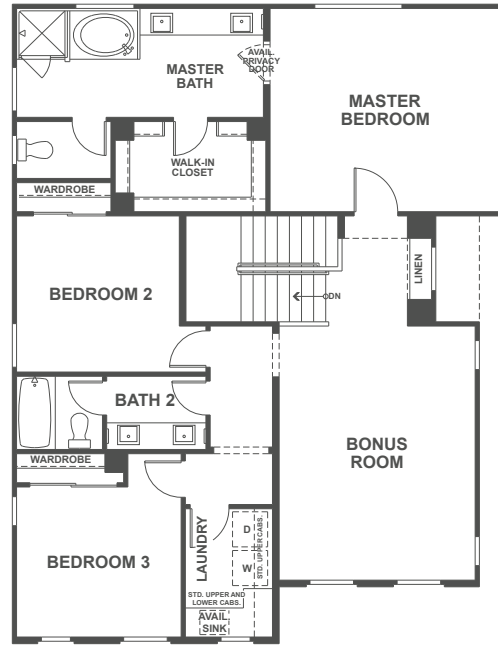 AVAIL.
PRIVACY
DOOR
MASTER
BATH
MASTER
BEDROOM
WALK-IN
CLOSET
WARDROBE
LINEN
BEDROOM 2
DN
BATH 2
BONUS
ROOM
WARDROBE
LAUNDRY
D
W
STD. UPPER CABS.
BEDROOM 3
STD. UPPER AND
LOWER CABS.
AVAIL.
SINK